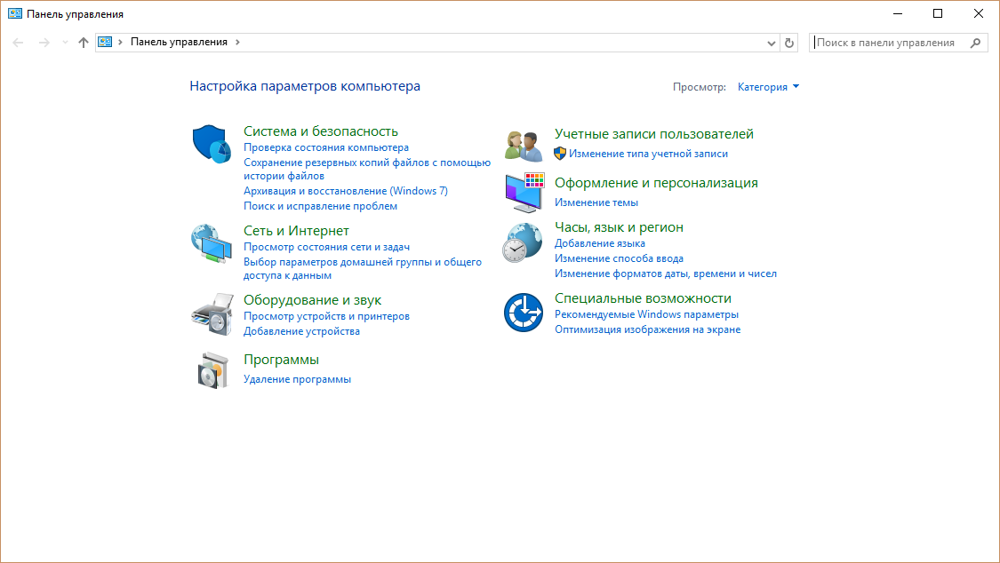 Панель управления
Панель управления
Поиск в панели управления
Настройка параметров компьютера
Просмотр: Категория
Система и безопасность
Проверка состояния компьютера
Сохранение резервных копий файлов с помощью
истории файлов
Архивация и восстановление (Windows 7)
Поиск и исправление проблем
Сеть и Интернет
Просмотр состояния сети и задач
Выбор параметров домашней группы и общего
доступа к данным
Оборудование и звук
Просмотр устройств и принтеров
Добавление устройства
Программы
Удаление программы
Учетные записи пользователей
Изменение типа учетной записи
Оформление и персонализация
Изменение темы
Часы, язык и регион
Добавление языка
Изменение способа ввода
Изменение форматов даты, времени и чисел
Специальные возможности
Рекомендуемые Windows параметры
Оптимизация изображения на экране